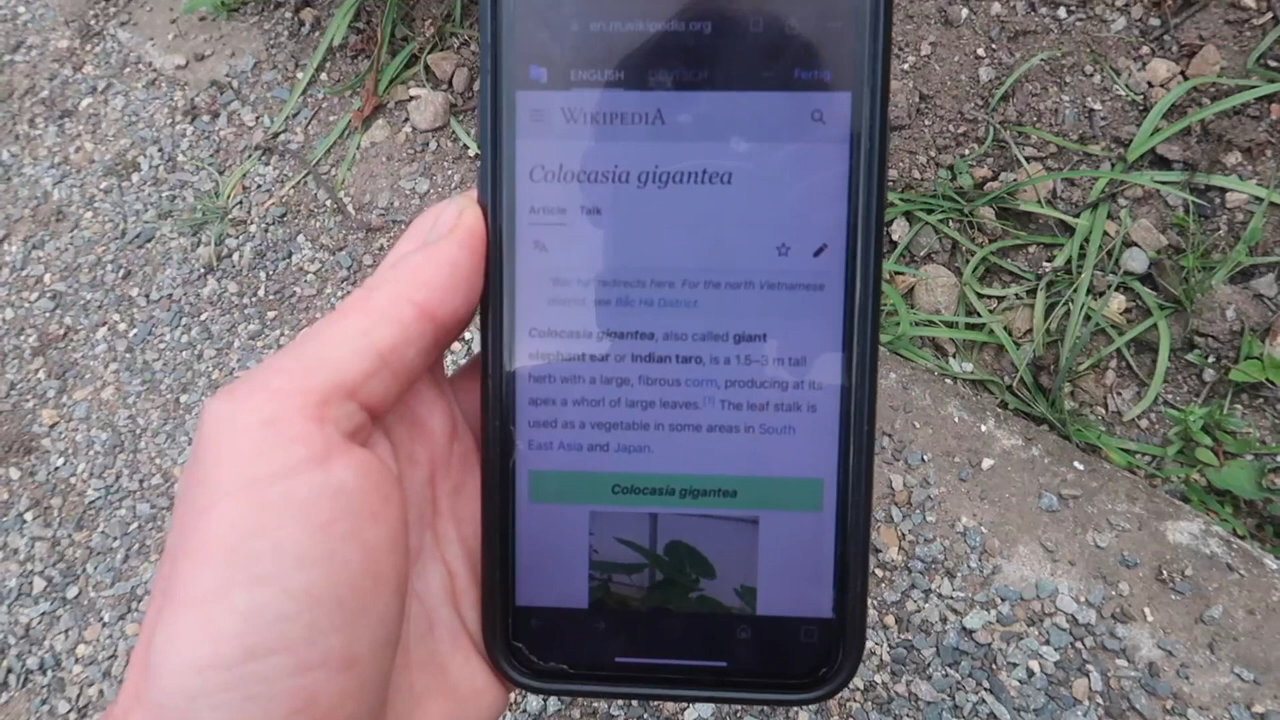 en.m.wikipedia.org
ENGLISH DEUTSCH Fertig
WIKIPEDIA
Colocasia gigantea
Article Talk
redirects here. For the north Vietnamese
district, see Bắc Hà District.
Colocasia gigantea, also called giant
elephant ear or Indian taro, is a 1.5–3 m tall
herb with a large, fibrous corm, producing at its
apex a whorl of large leaves.[1] The leaf stalk is
used as a vegetable in some areas in South
East Asia and Japan.
Colocasia gigantea